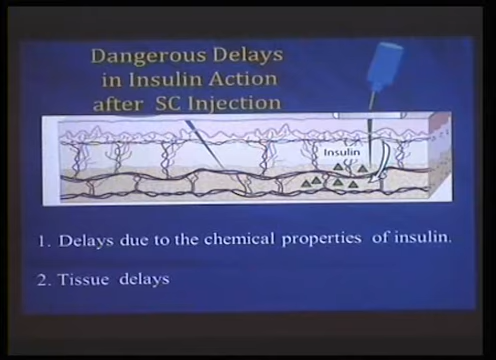 Dangerous Delays
in Insulin Action
after SC Injection
Insulin
1. Delays due to the chemical properties of insulin.
2. Tissue delays